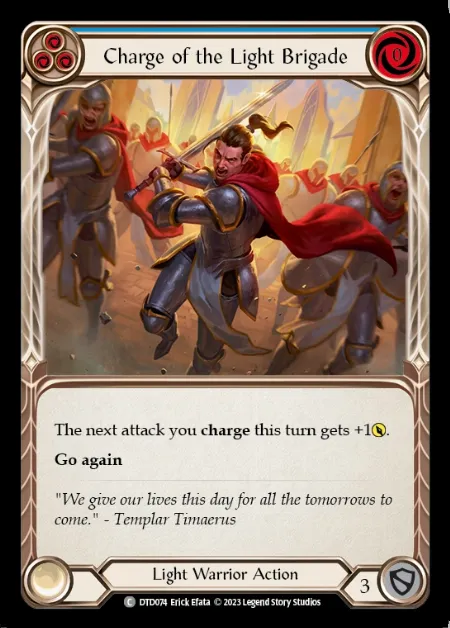 Charge of the Light Brigade
0
The next attack you charge this turn gets +1.
Go again
"We give our lives this day for all the tomorrows to
come." - Templar Timaerus
Light Warrior Action
3
C DTD074 Erick Efata © 2023 Legend Story Studios